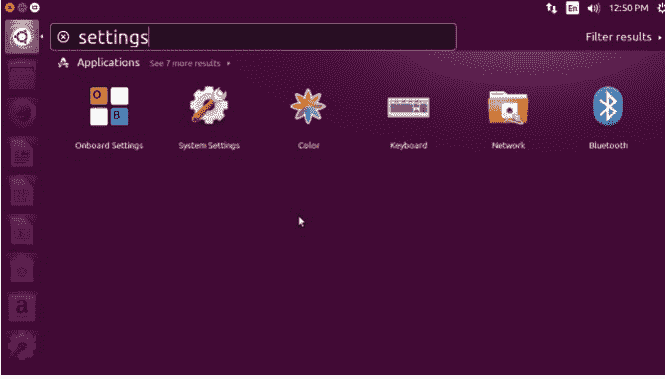 En 12:50 PM
settings
Filter results
Applications See 7 more results
O
B
Onboard Settings System Settings Color Keyboard Network Bluetooth
a